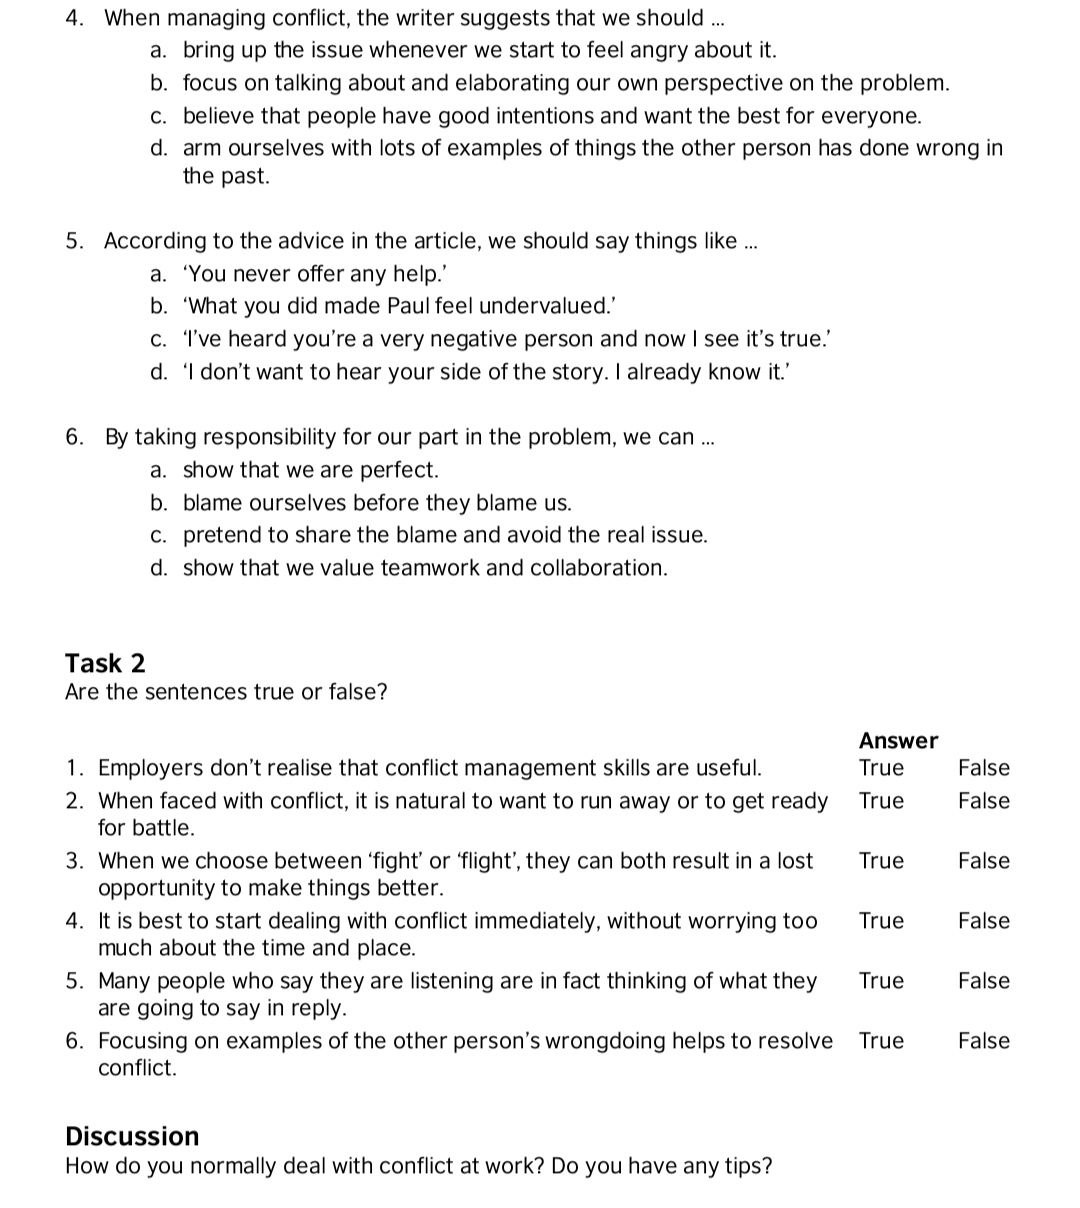 4. When managing conflict, the writer suggests that we should ...
a. bring up the issue whenever we start to feel angry about it.
b. focus on talking about and elaborating our own perspective on the problem.
c. believe that people have good intentions and want the best for everyone.
d. arm ourselves with lots of examples of things the other person has done wrong in
the past.
5. According to the advice in the article, we should say things like ...
a. ‘You never offer any help.’
b. ‘What you did made Paul feel undervalued.’
c. ‘I’ve heard you’re a very negative person and now I see it’s true.’
d. ‘I don’t want to hear your side of the story. I already know it.’
6. By taking responsibility for our part in the problem, we can ...
a. show that we are perfect.
b. blame ourselves before they blame us.
c. pretend to share the blame and avoid the real issue.
d. show that we value teamwork and collaboration.
Task 2
Are the sentences true or false?
Answer
1. Employers don’t realise that conflict management skills are useful. True False
2. When faced with conflict, it is natural to want to run away or to get ready True False
for battle.
3. When we choose between ‘fight’ or ‘flight’, they can both result in a lost True False
opportunity to make things better.
4. It is best to start dealing with conflict immediately, without worrying too True False
much about the time and place.
5. Many people who say they are listening are in fact thinking of what they True False
are going to say in reply.
6. Focusing on examples of the other person’s wrongdoing helps to resolve True False
conflict.
Discussion
How do you normally deal with conflict at work? Do you have any tips?